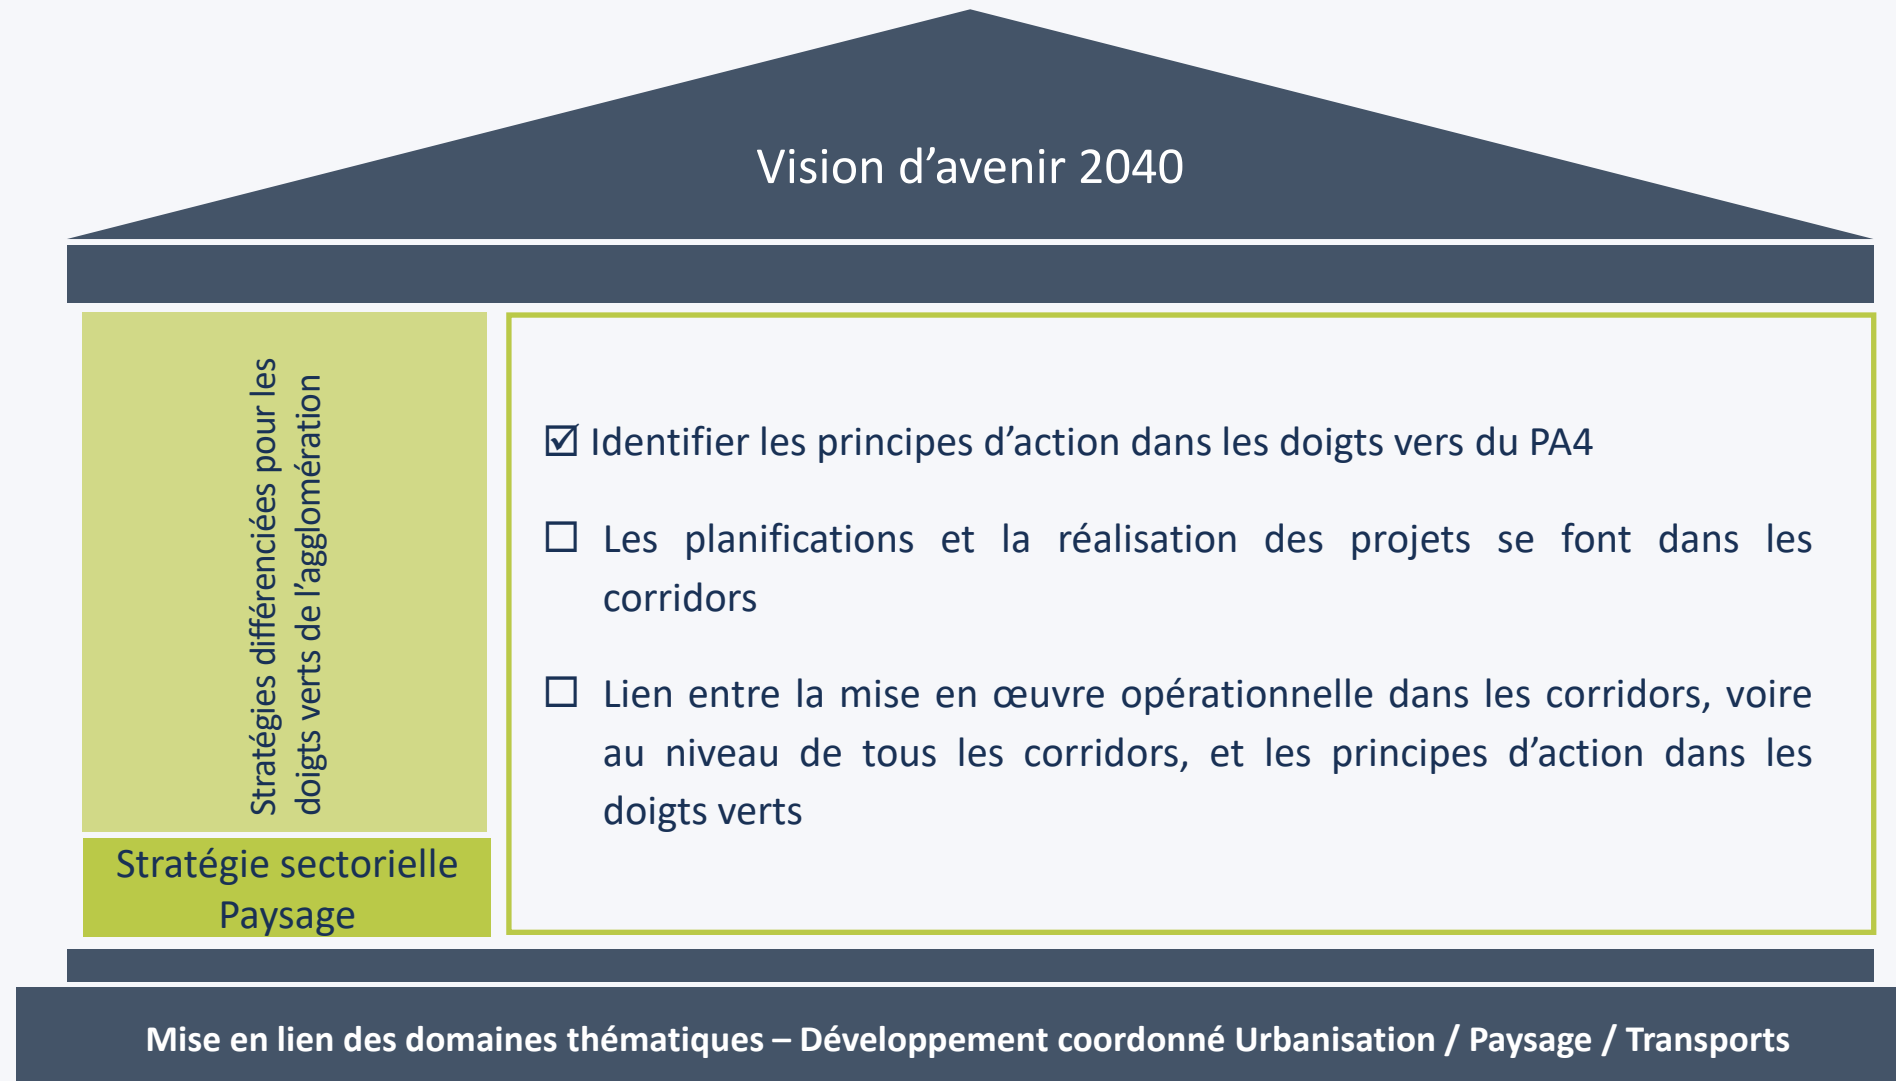 Vision d’avenir 2040
Stratégies différenciées pour les
doigts verts de l’agglomération
Stratégie sectorielle
Paysage
☑ Identifier les principes d’action dans les doigts vers du PA4
☐ Les planifications et la réalisation des projets se font dans les
corridors
☐ Lien entre la mise en œuvre opérationnelle dans les corridors, voire
au niveau de tous les corridors, et les principes d’action dans les
doigts verts
Mise en lien des domaines thématiques – Développement coordonné Urbanisation / Paysage / Transports